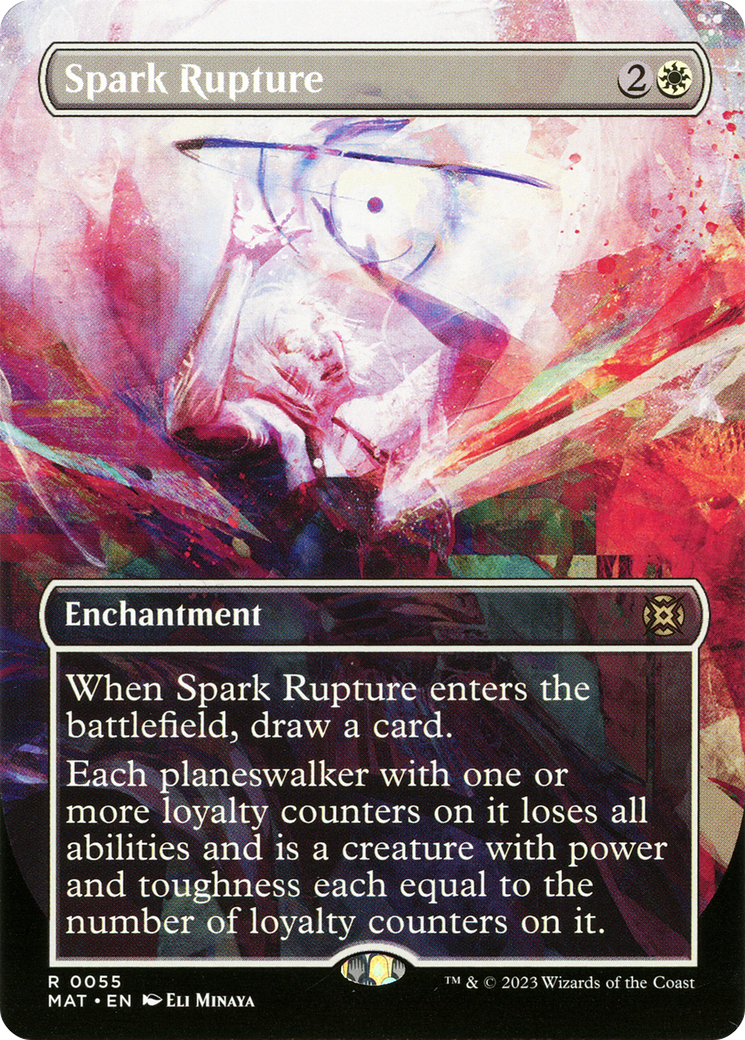 Spark Rupture 2
Enchantment
When Spark Rupture enters the
battlefield, draw a card.
Each planeswalker with one or
more loyalty counters on it loses all
abilities and is a creature with power
and toughness each equal to the
number of loyalty counters on it.
R 0055
MAT • EN Eli Minaya
™ & © 2023 Wizards of the Coast